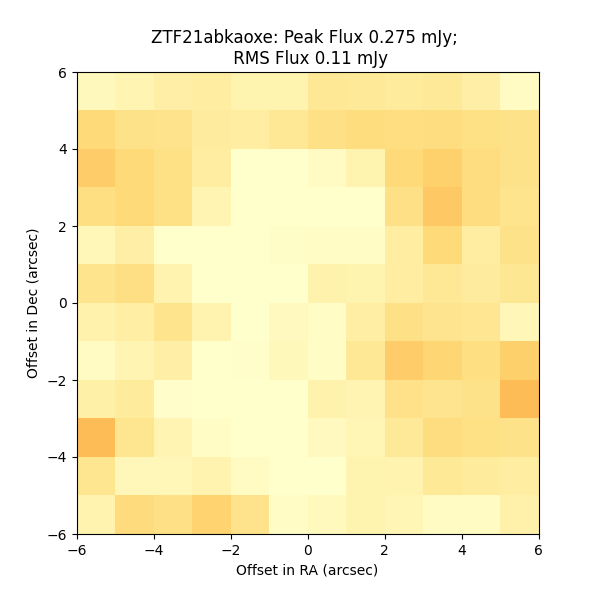 ZTF21abkaoxe: Peak Flux 0.275 mJy;
RMS Flux 0.11 mJy
6
4
2
0
−2
−4
−6
Offset in Dec (arcsec)
−6 −4 −2 0 2 4 6
Offset in RA (arcsec)